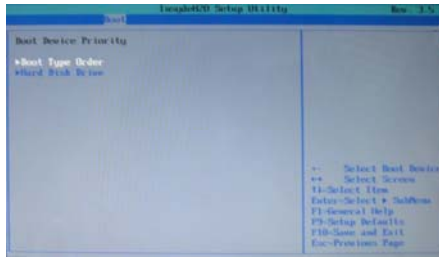 InsydeH2O Setup Utility
Rev. 3.5
Boot
Boot Device Priority
▸Boot Type Order
▸Hard Disk Drive
Select Boot Device
↔ Select Screen
↑↓-Select Item
Enter-Select ▸ SubMenu
F1-General Help
F9-Setup Defaults
F10-Save and Exit
Esc-Previous Page